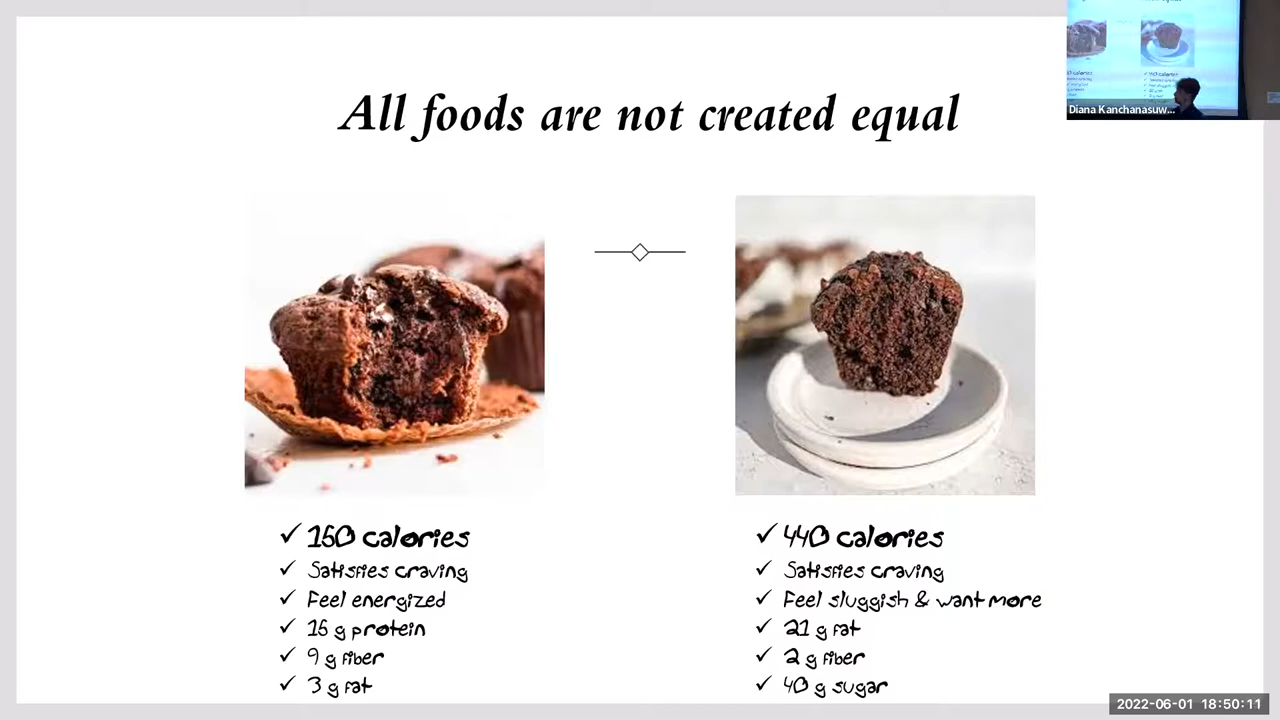 All foods are not created equal
Diana Kanchanasuw...
✓ 150 calories
✓ Satisfies craving
✓ Feel energized
✓ 15 g protein
✓ 9 g fiber
✓ 3 g fat
✓ 440 calories
✓ Satisfies craving
✓ Feel sluggish & want more
✓ 21 g fat
✓ 2 g fiber
✓ 40 g sugar
2022-06-01 18:50:11